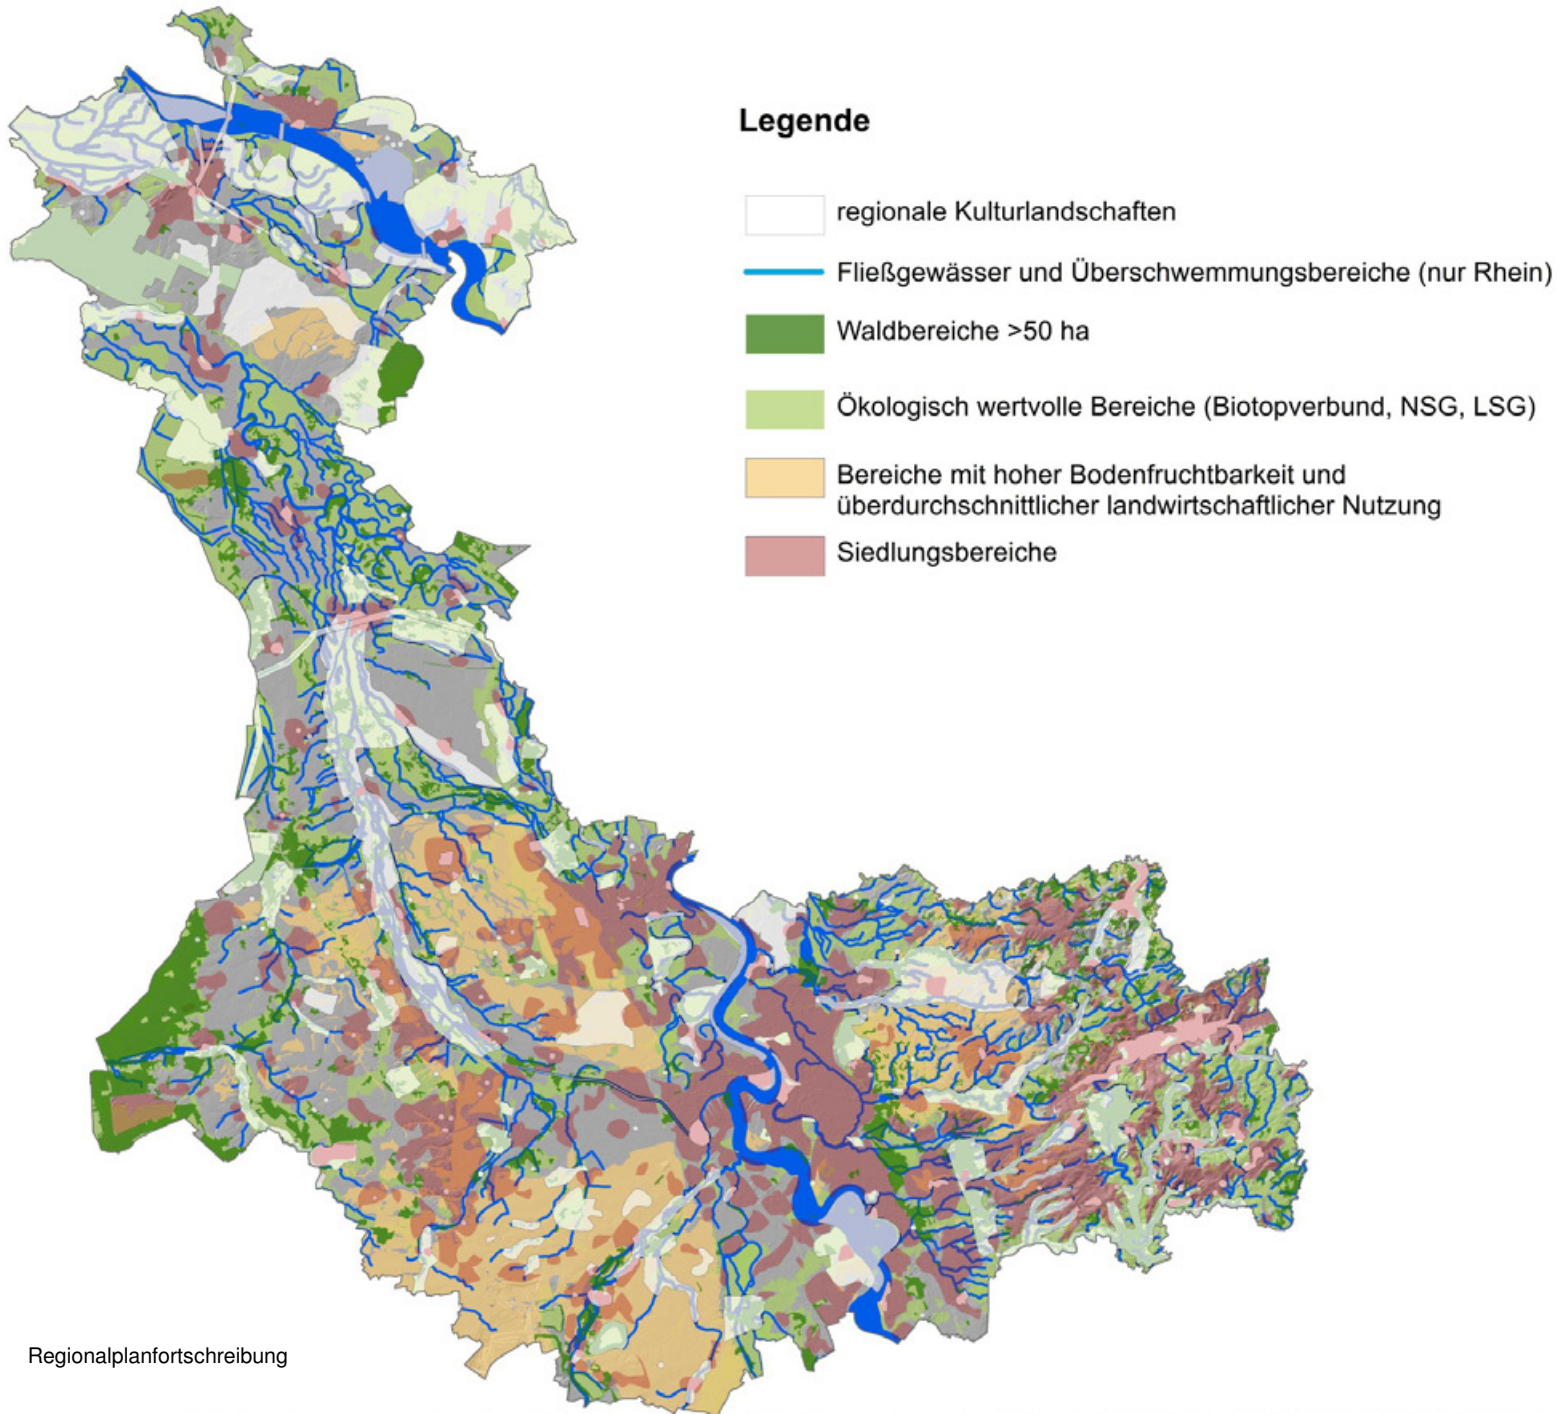 Legende
regionale Kulturlandschaften
Fließgewässer und Überschwemmungsbereiche (nur Rhein)
Waldbereiche >50 ha
Ökologisch wertvolle Bereiche (Biotopverbund, NSG, LSG)
Bereiche mit hoher Bodenfruchtbarkeit und
überdurchschnittlicher landwirtschaftlicher Nutzung
Siedlungsbereiche
Regionalplanfortschreibung